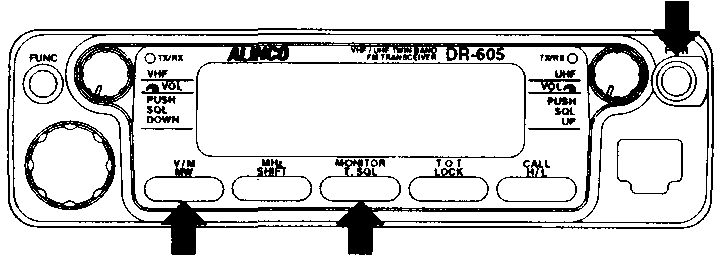 FUNC
TX/RX
ALINCO
VHF / UHF TWIN BAND
FM TRANSCEIVER
DR-605
TX/RX
VHF
VOL
PUSH
SQL
DOWN
UHF
VOL
PUSH
SQL
UP
V/M
MW
MHz
SHIFT
MONITOR
T. SQL
T O T
LOCK
CALL
H/L